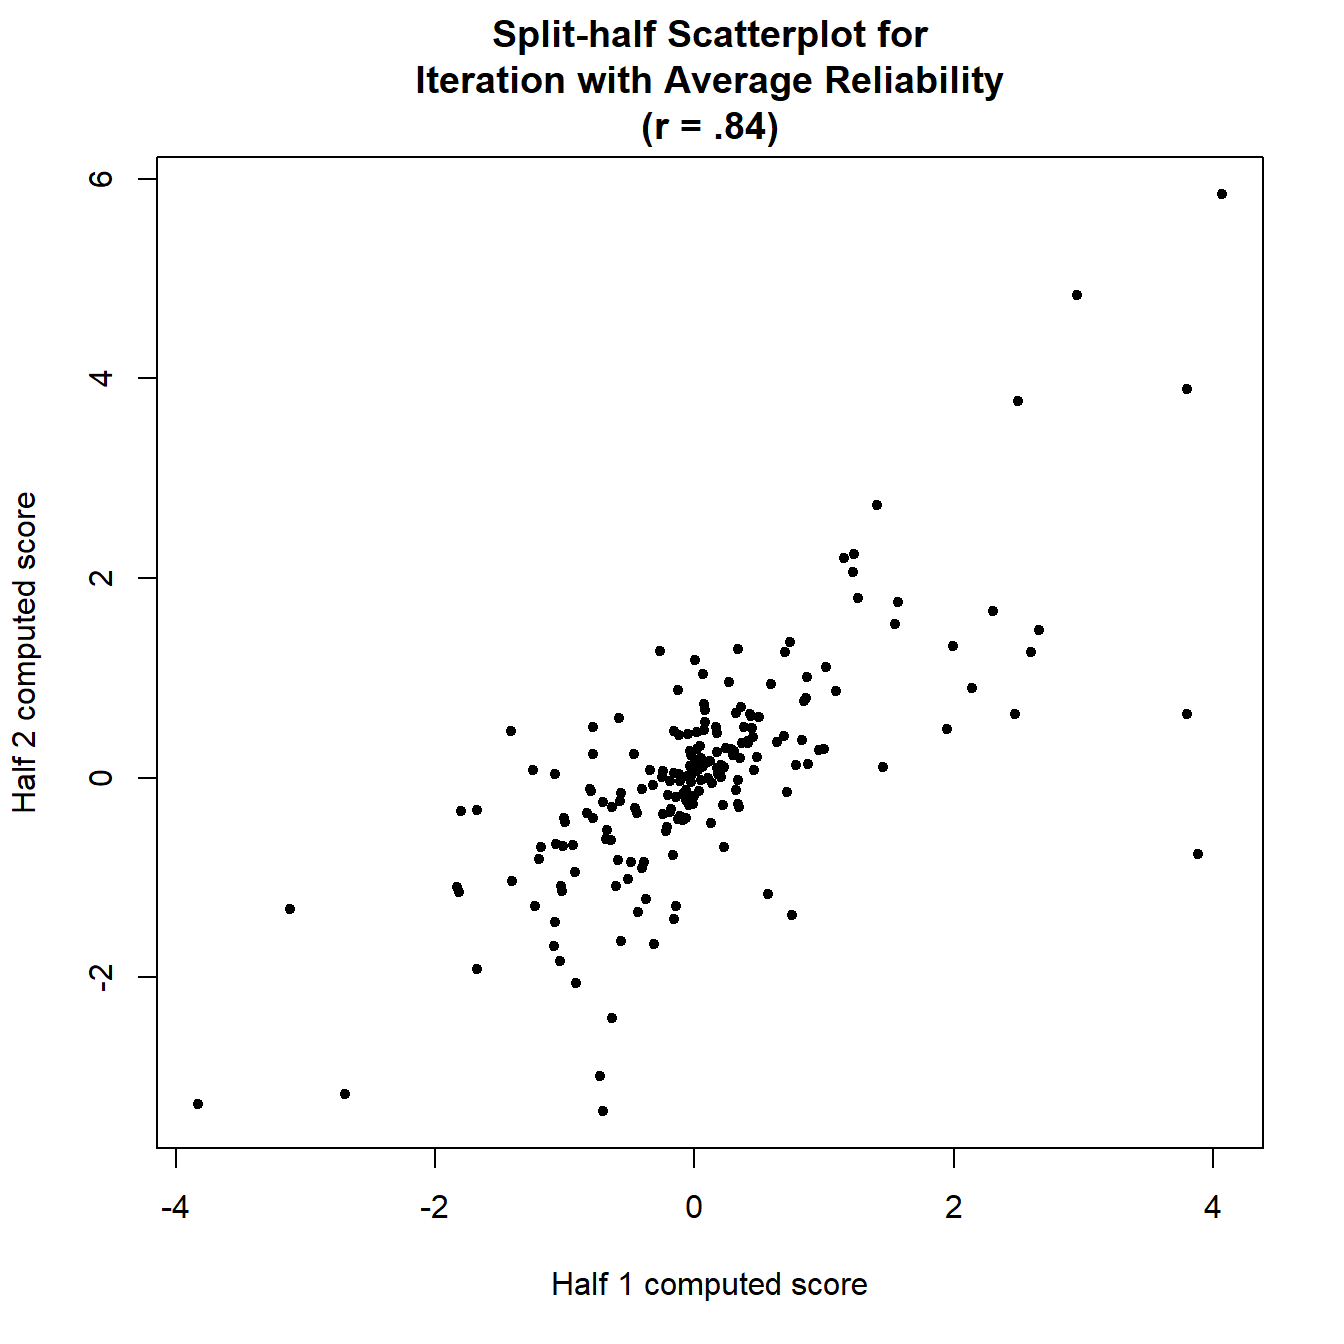 Split-half Scatterplot for
Iteration with Average Reliability
(r = .84)
6
4
2
0
-2
Half 2 computed score
-4
-2
0
2
4
Half 1 computed score